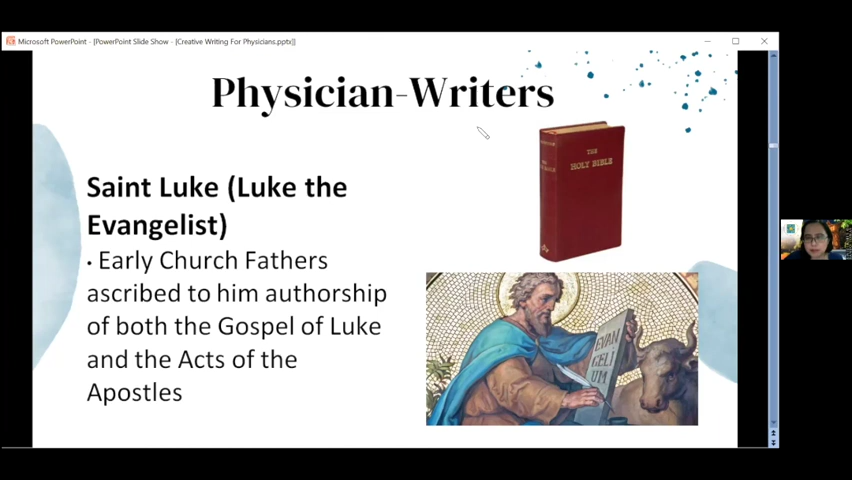 Microsoft PowerPoint - [PowerPoint Slide Show - [Creative Writing For Physicians.pptx]]
Physician-Writers
THE
HOLY BIBLE
Saint Luke (Luke the
Evangelist)
• Early Church Fathers
ascribed to him authorship
of both the Gospel of Luke
and the Acts of the
Apostles
EVAN
GELI
UM